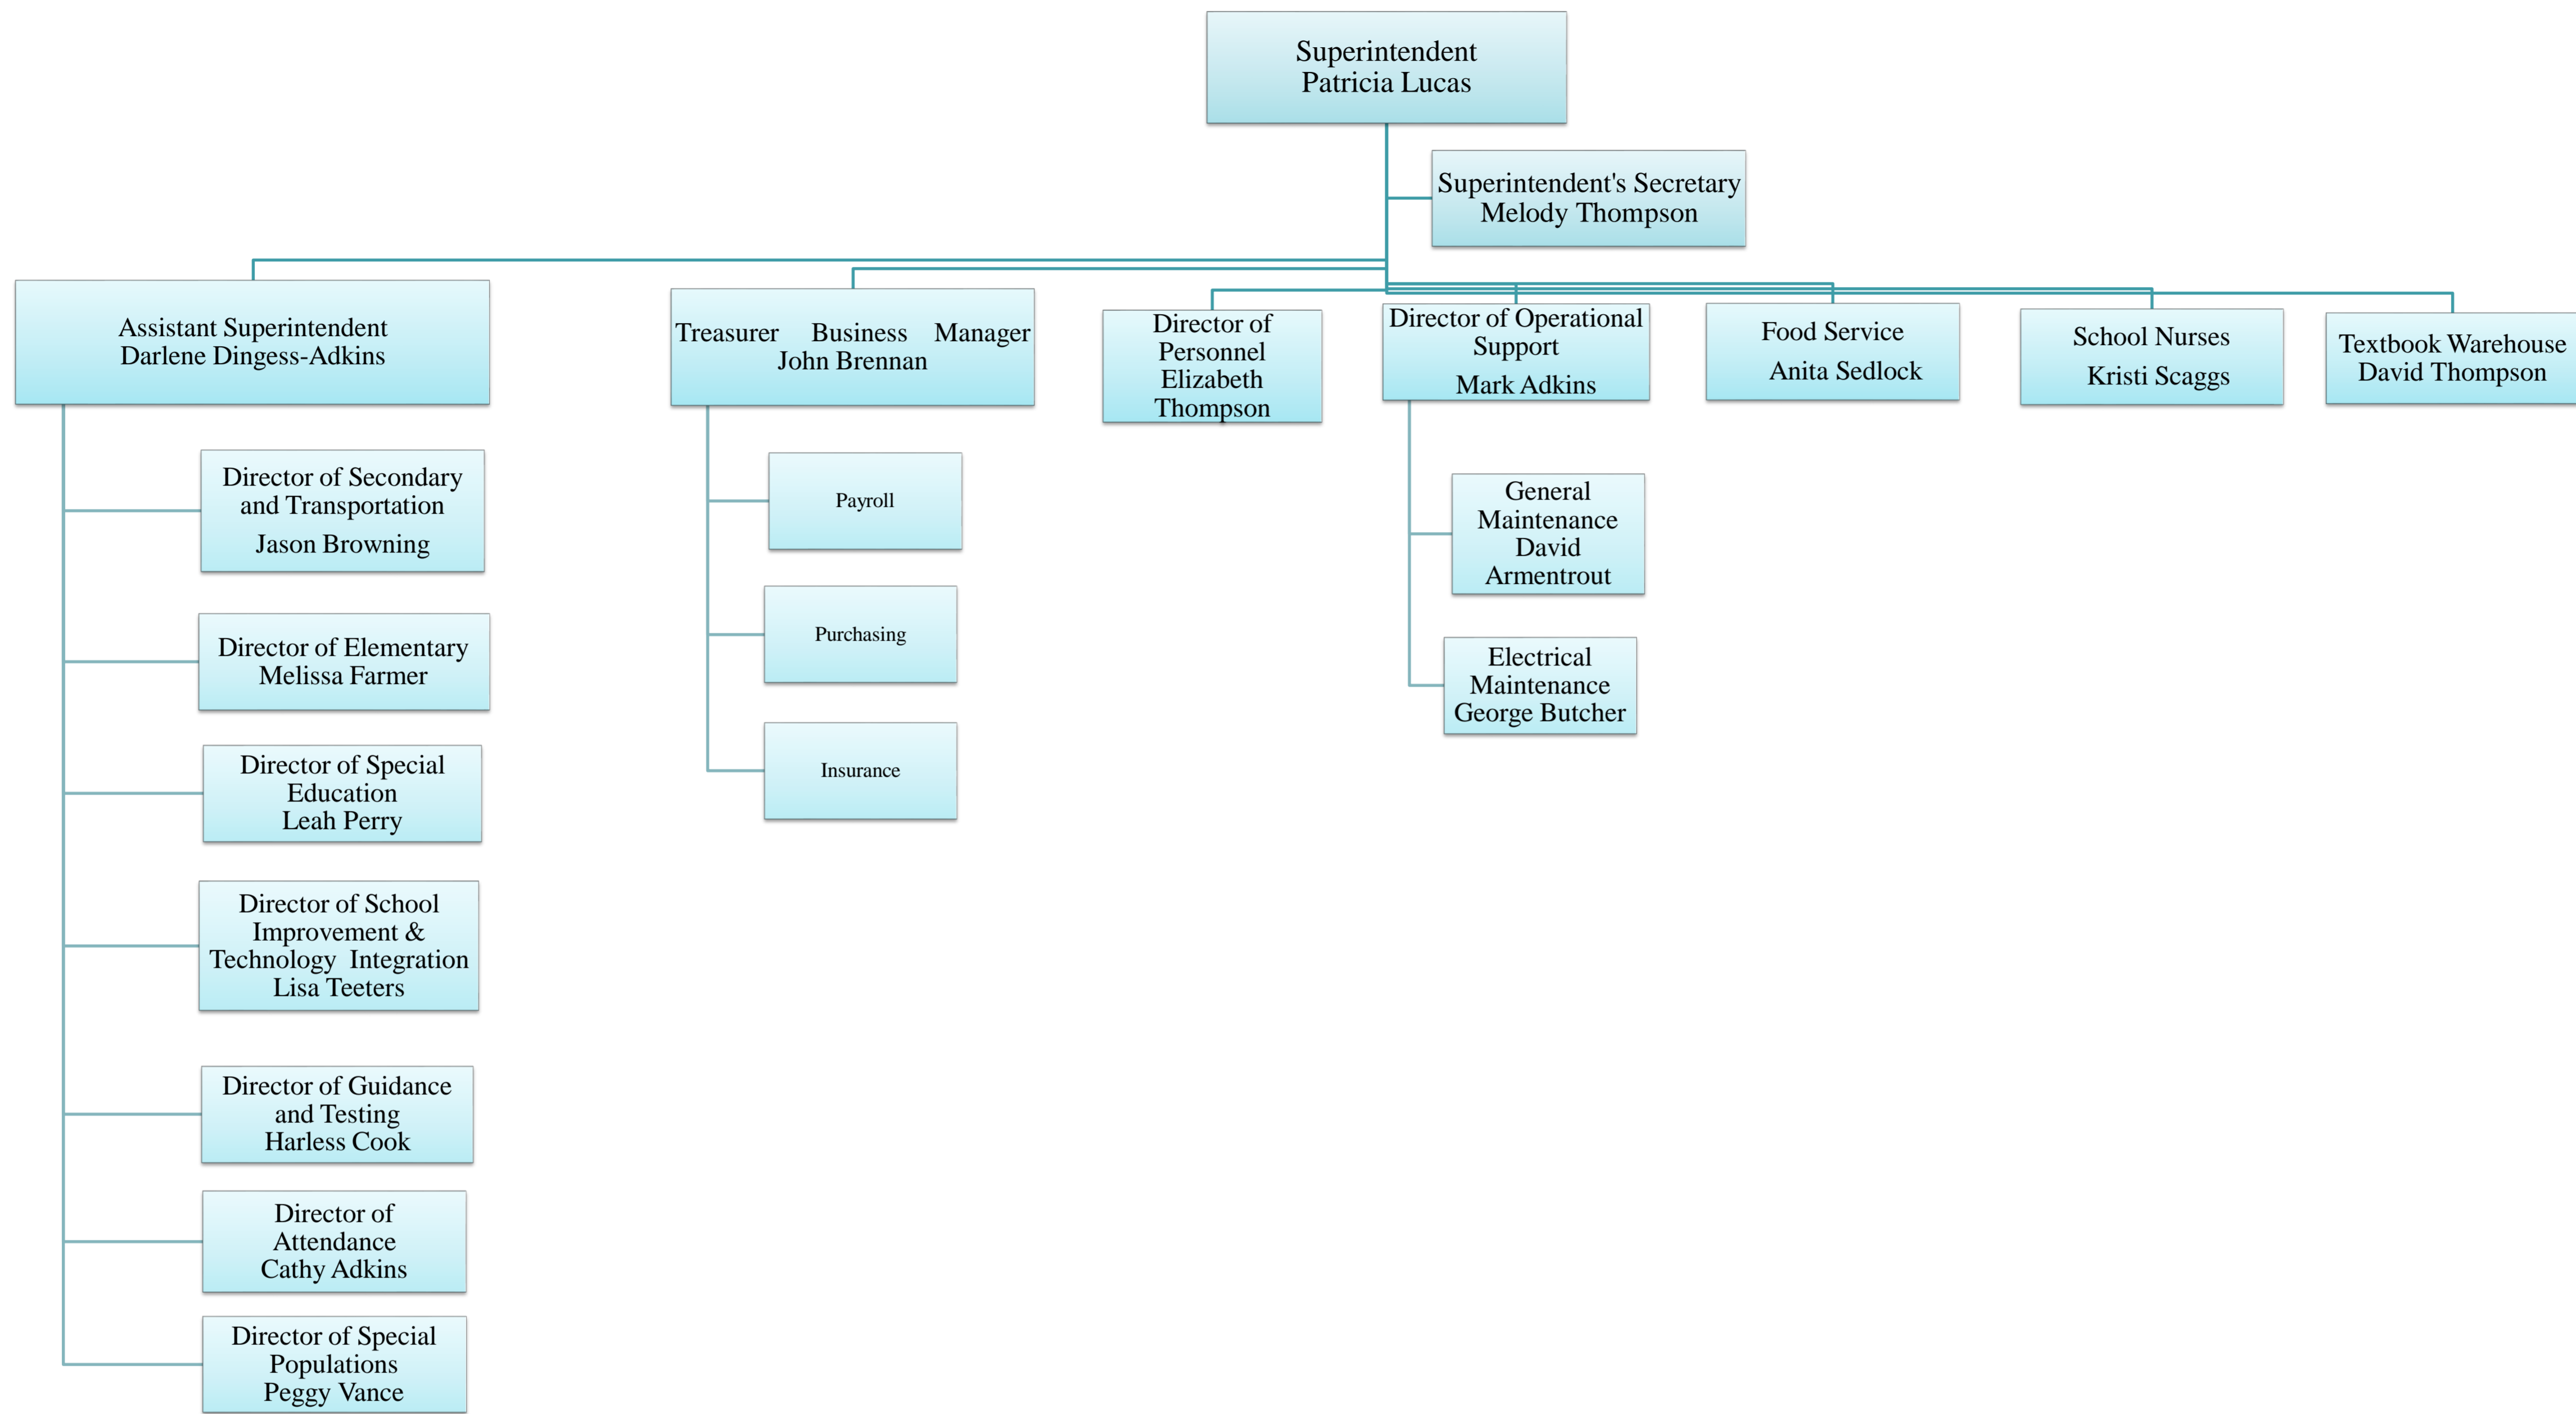 Superintendent
Patricia Lucas
Superintendent's Secretary
Melody Thompson
Assistant Superintendent
Darlene Dingess-Adkins
Treasurer Business Manager
John Brennan
Director of
Personnel
Elizabeth
Thompson
Director of Operational
Support
Mark Adkins
Food Service
Anita Sedlock
School Nurses
Kristi Scaggs
Textbook Warehouse
David Thompson
Director of Secondary
and Transportation
Jason Browning
Director of Elementary
Melissa Farmer
Director of Special
Education
Leah Perry
Director of School
Improvement &
Technology Integration
Lisa Teeters
Director of Guidance
and Testing
Harless Cook
Director of
Attendance
Cathy Adkins
Director of Special
Populations
Peggy Vance
Payroll
Purchasing
Insurance
General
Maintenance
David
Armentrout
Electrical
Maintenance
George Butcher